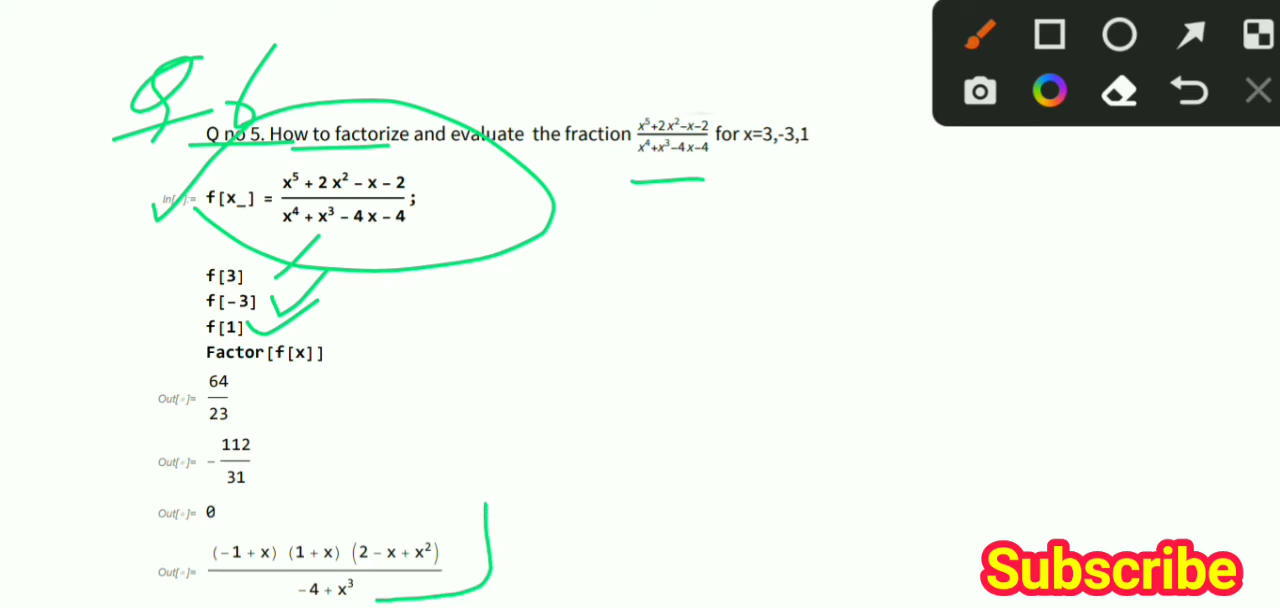 Q 6
Q no 5. How to factorize and evaluate the fraction (x^5+2x^2-x-2)/(x^4+x^3-4x-4) for x=3,-3,1
In[ ]:= f[x_] = (x^5 + 2 x^2 - x - 2)/(x^4 + x^3 - 4 x - 4);
f[3]
f[-3]
f[1]
Factor[f[x]]
Out[ ]= 64/23
Out[ ]= -112/31
Out[ ]= 0
Out[ ]= ((-1 + x) (1 + x) (2 - x + x^2))/(-4 + x^3)
Subscribe